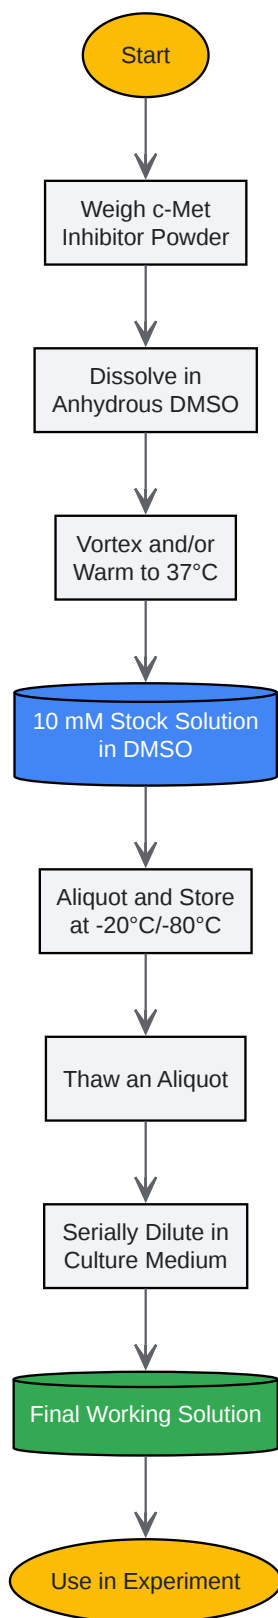 Start
Weigh c-Met
Inhibitor Powder
Dissolve in
Anhydrous DMSO
Vortex and/or
Warm to 37°C
10 mM Stock Solution
in DMSO
Aliquot and Store
at -20°C/-80°C
Thaw an Aliquot
Serially Dilute in
Culture Medium
Final Working Solution
Use in Experiment